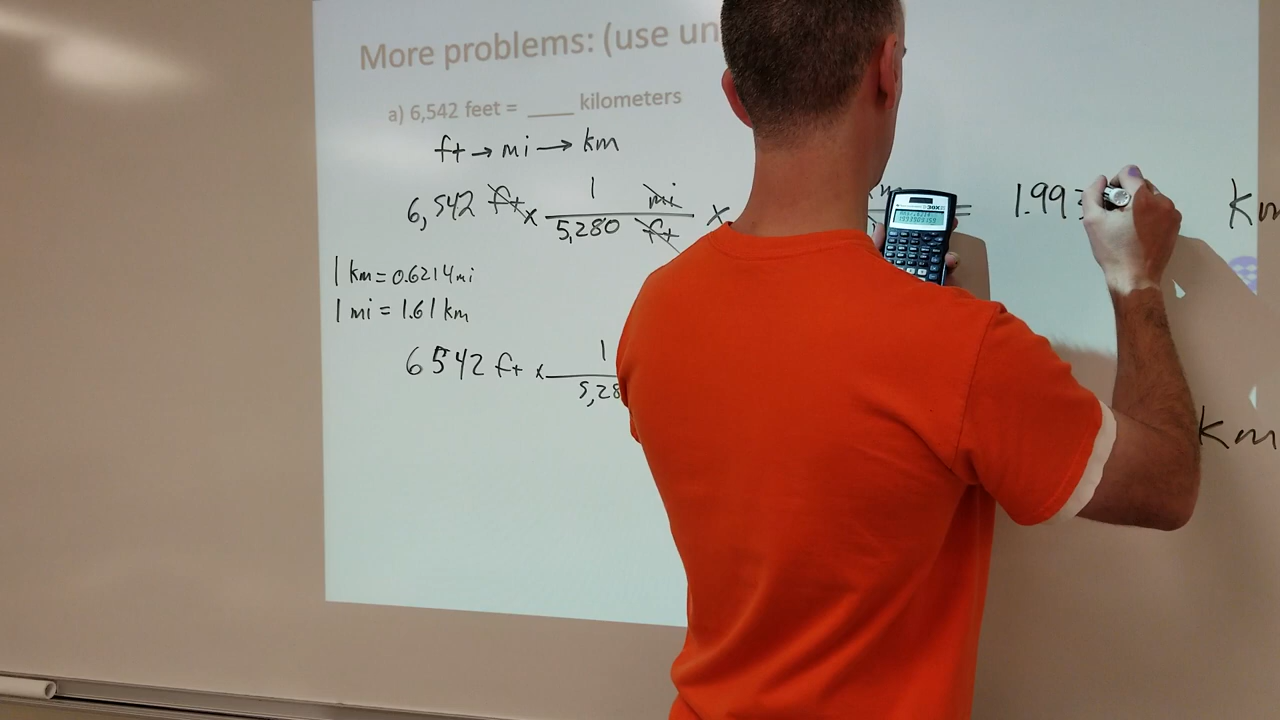 More problems: (use un
a) 6,542 feet = ____ kilometers
ft → mi → km
6,542 ft x 1 mi / 5,280 ft x = 1.993 km
1 km = 0.6214 mi
1 mi = 1.61 km
6542 ft x 1 / 5,28 km
30X